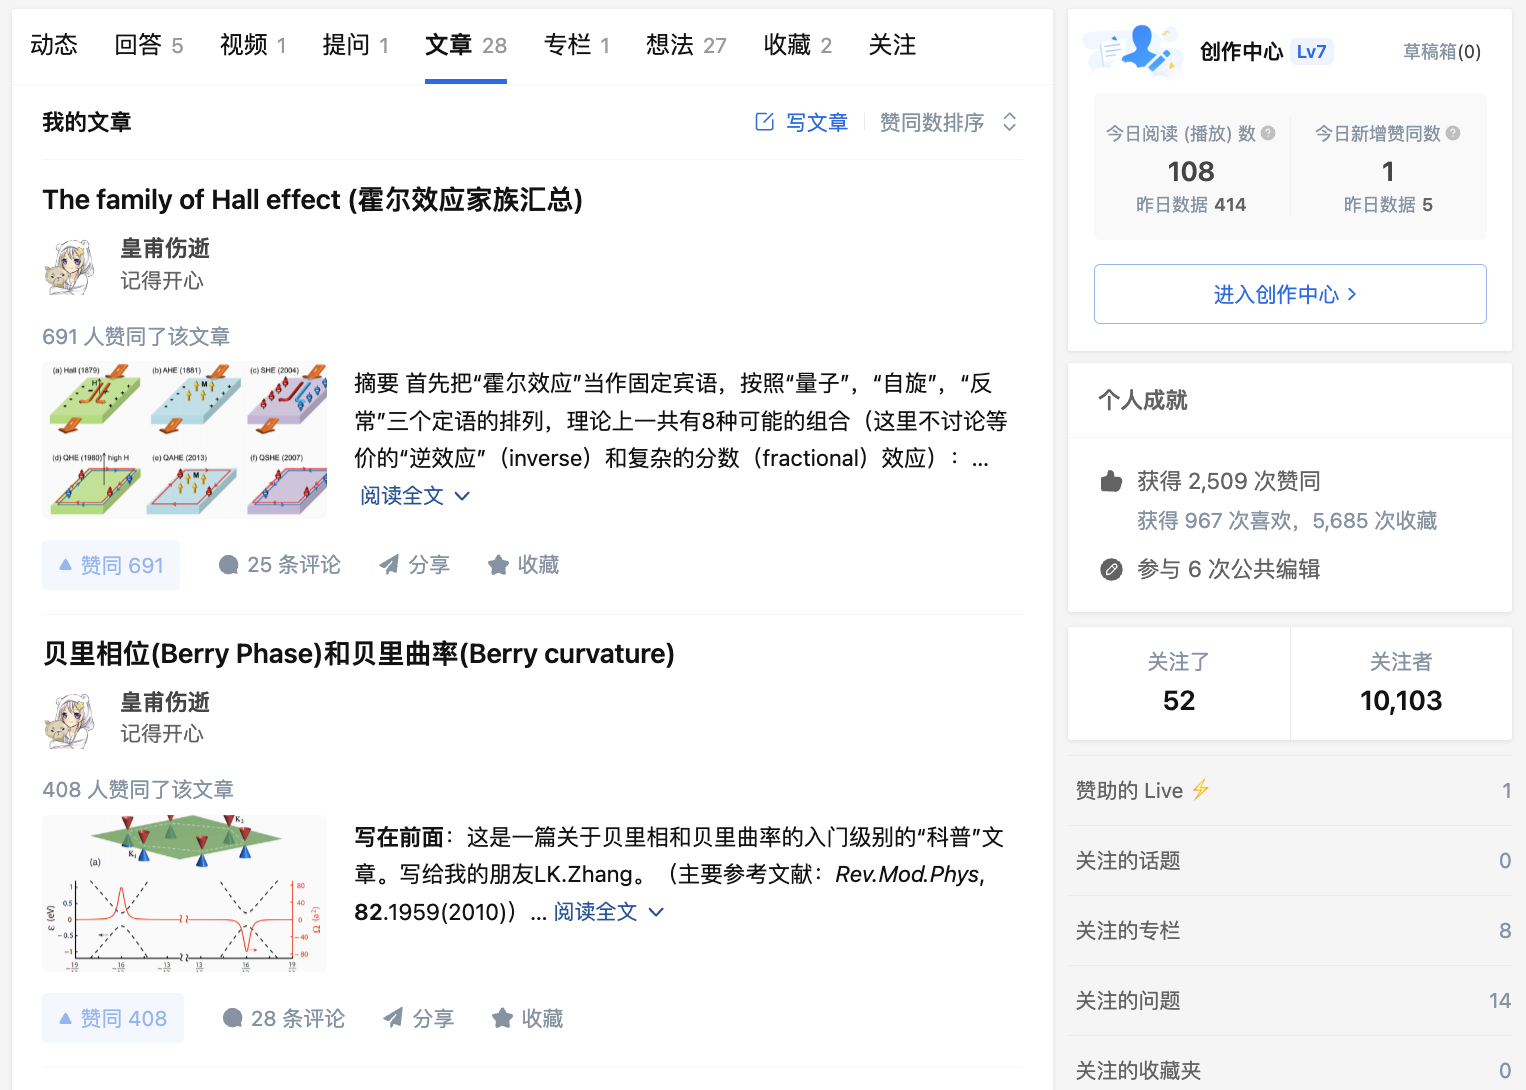 动态 回答 5 视频 1 提问 1 文章 28 专栏 1 想法 27 收藏 2 关注
我的文章 写文章 赞同数排序
The family of Hall effect (霍尔效应家族汇总)
皇甫伤逝
记得开心
691 人赞同了该文章
(a) Hall (1879) (b) AHE (1881) (c) SHE (2004)
H M
(d) QHE (1980) high H (e) QAHE (2013) (f) QSHE (2007)
M
摘要 首先把“霍尔效应”当作固定宾语，按照“量子”，“自旋”，“反
常”三个定语的排列，理论上一共有8种可能的组合（这里不讨论等
价的“逆效应”（inverse）和复杂的分数（fractional）效应）：...
阅读全文
赞同 691 25 条评论 分享 收藏
贝里相位(Berry Phase)和贝里曲率(Berry curvature)
皇甫伤逝
记得开心
408 人赞同了该文章
K₂
K₁
(a)
ε (eV)
1
0.5
0
−0.5
−1
80
40
0
−40
−80
Ω (a²)
写在前面：这是一篇关于贝里相和贝里曲率的入门级别的“科普”文
章。写给我的朋友LK.Zhang。（主要参考文献：Rev.Mod.Phys,
82.1959(2010)）... 阅读全文
赞同 408 28 条评论 分享 收藏
创作中心 Lv7 草稿箱(0)
今日阅读 (播放) 数 ? 今日新增赞同数 ?
108 1
昨日数据 414 昨日数据 5
进入创作中心
个人成就
获得 2,509 次赞同
获得 967 次喜欢，5,685 次收藏
参与 6 次公共编辑
关注了 关注者
52 10,103
赞助的 Live 1
关注的话题 0
关注的专栏 8
关注的问题 14
关注的收藏夹 0